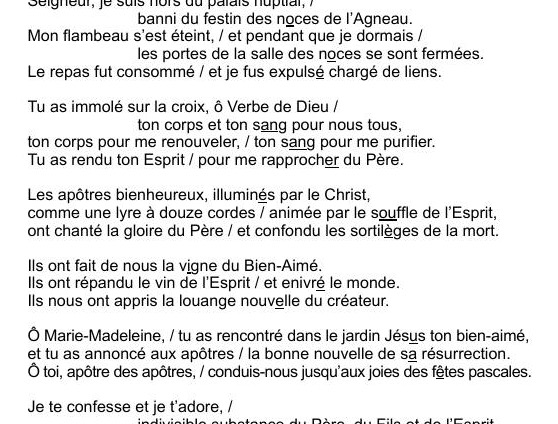 Seigneur, je suis hors du palais nuptial, /
banni du festin des noces de l'Agneau.
Mon flambeau s'est éteint, / et pendant que je dormais /
les portes de la salle des noces se sont fermées.
Le repas fut consommé / et je fus expulsé chargé de liens.
Tu as immolé sur la croix, ô Verbe de Dieu /
ton corps et ton sang pour nous tous,
ton corps pour me renouveler, / ton sang pour me purifier.
Tu as rendu ton Esprit / pour me rapprocher du Père.
Les apôtres bienheureux, illuminés par le Christ,
comme une lyre à douze cordes / animée par le souffle de l'Esprit,
ont chanté la gloire du Père / et confondu les sortilèges de la mort.
Ils ont fait de nous la vigne du Bien-Aimé.
Ils ont répandu le vin de l'Esprit / et enivré le monde.
Ils nous ont appris la louange nouvelle du créateur.
Ô Marie-Madeleine, / tu as rencontré dans le jardin Jésus ton bien-aimé,
et tu as annoncé aux apôtres / la bonne nouvelle de sa résurrection.
Ô toi, apôtre des apôtres, / conduis-nous jusqu'aux joies des fêtes pascales.
Je te confesse et je t'adore, /
indivisible substance du Père, du Fils et de l'Esprit